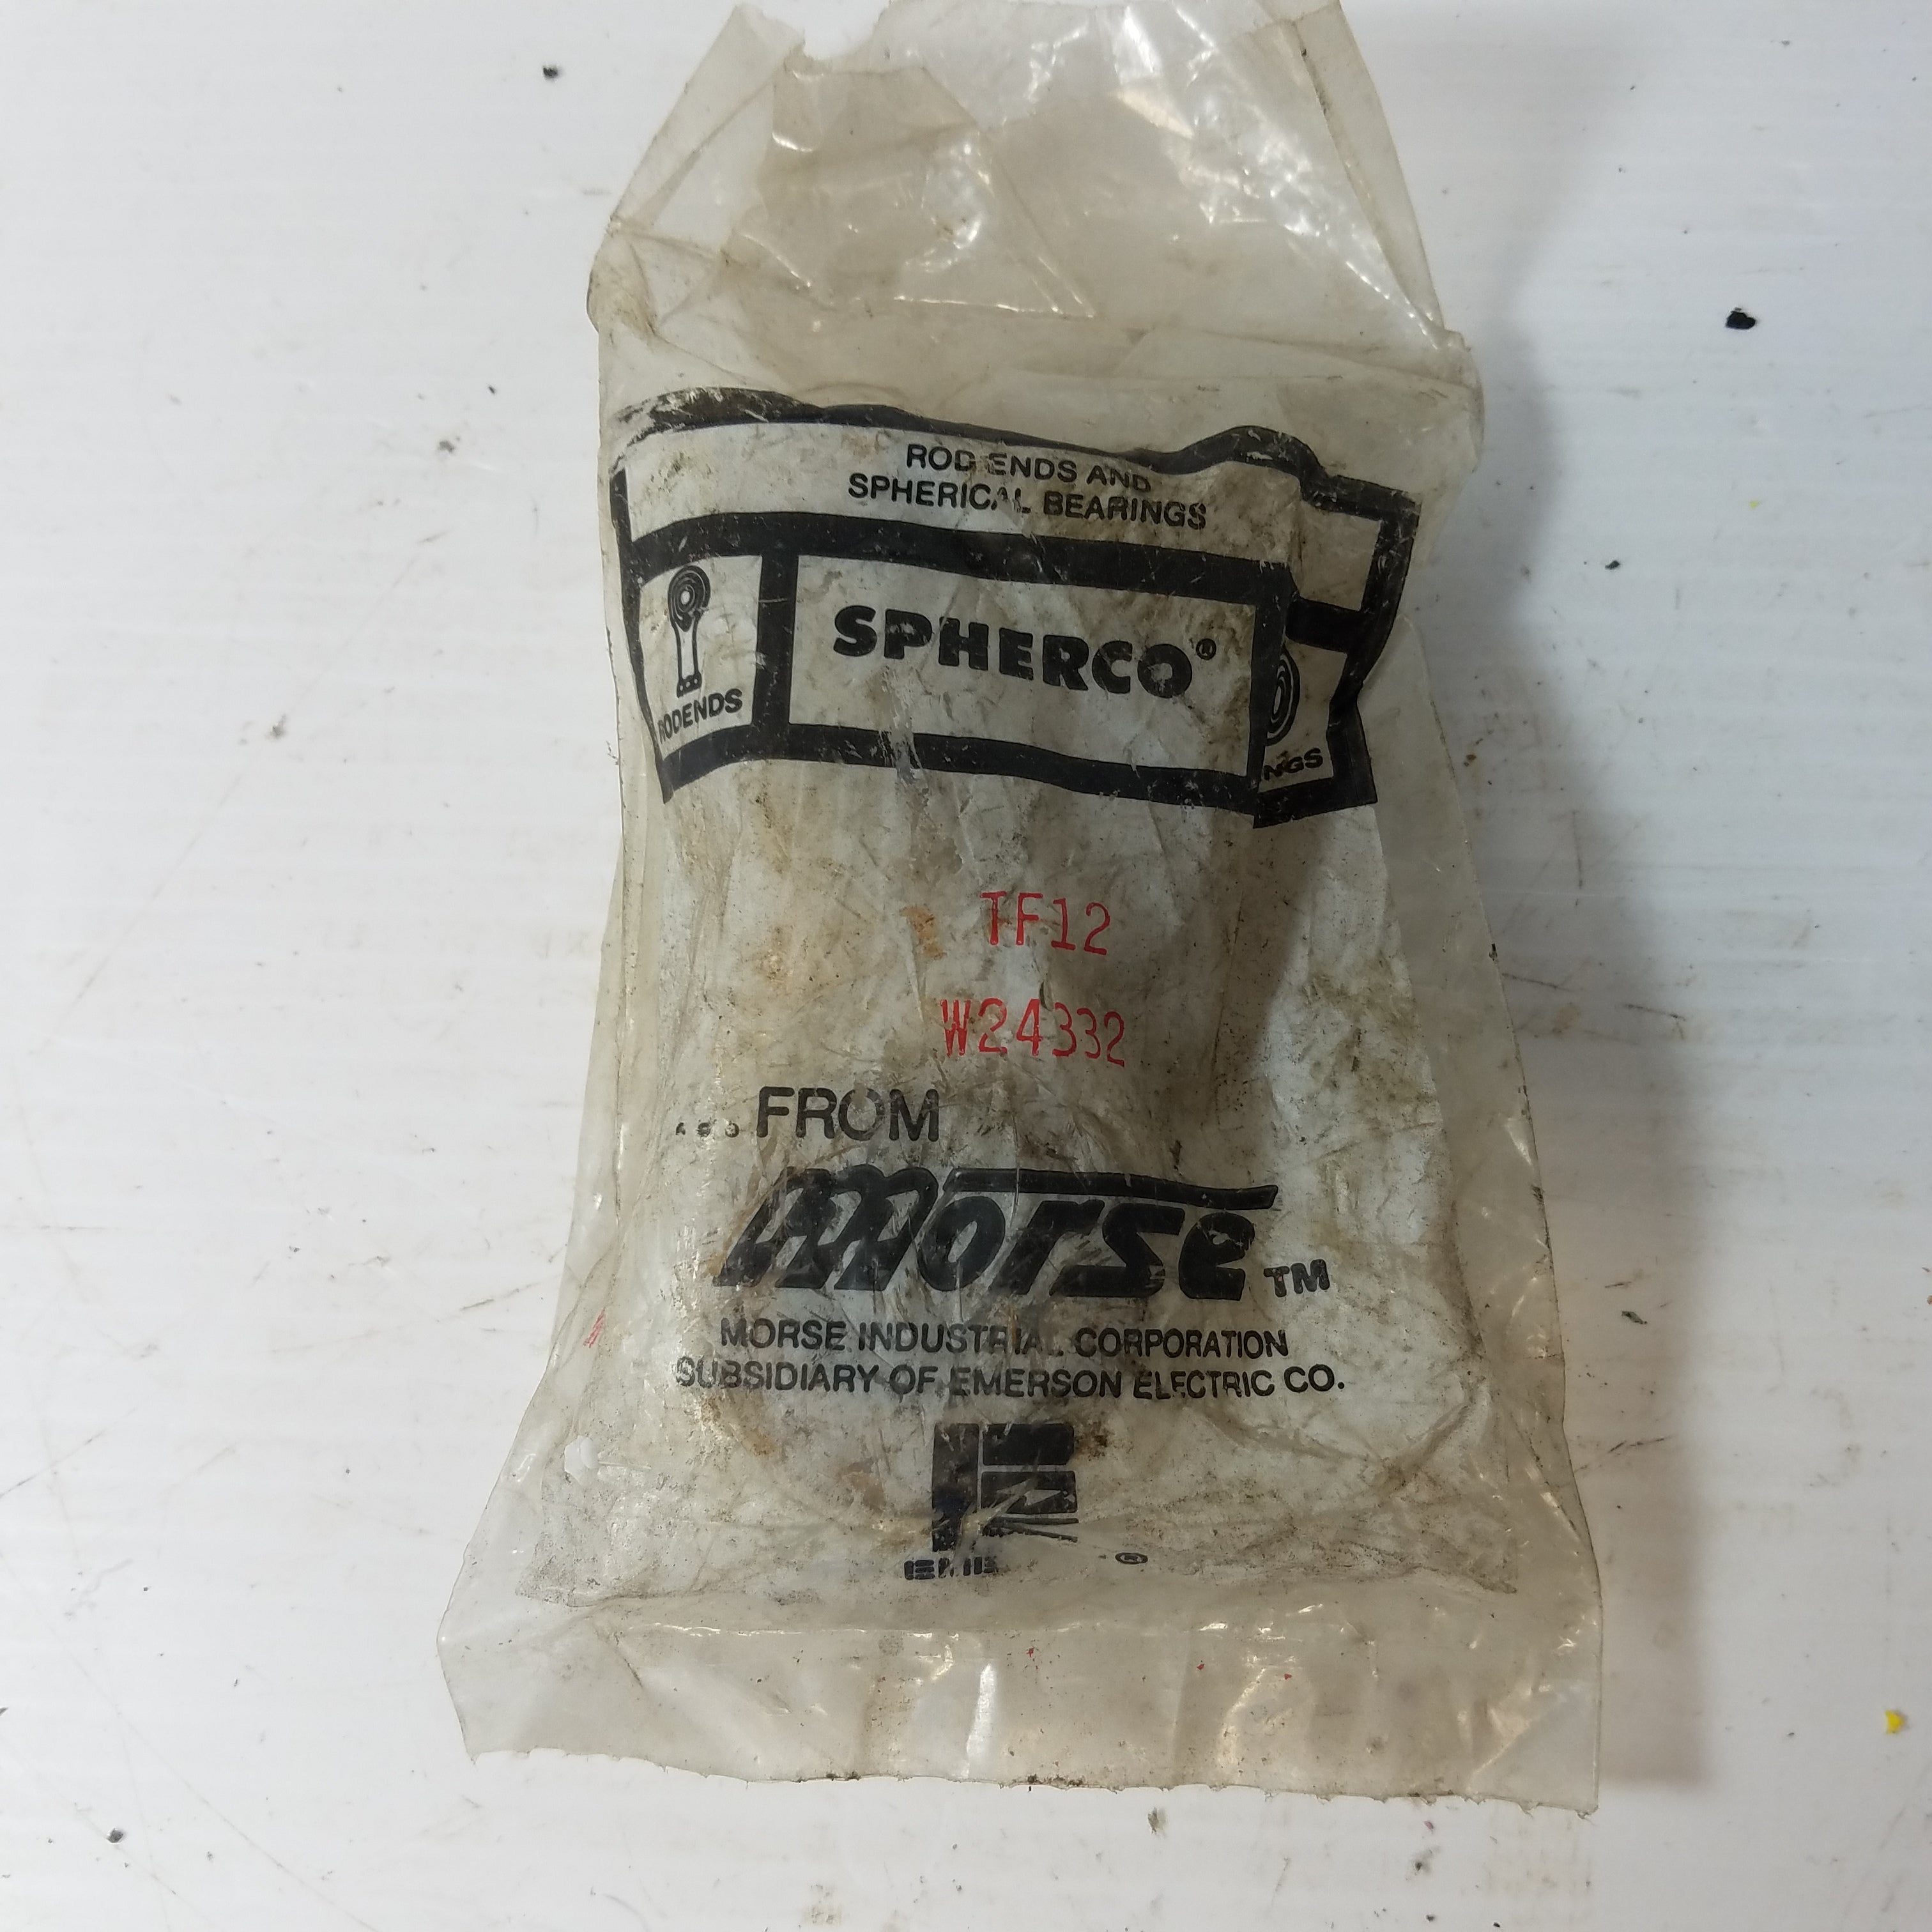 ROD ENDS AND
SPHERICAL BEARINGS
SPHERCO®
RODENDS
NGS
TF12
W24332
... FROM
morse TM
MORSE INDUSTRIAL CORPORATION
SUBSIDIARY OF EMERSON ELECTRIC CO.
®